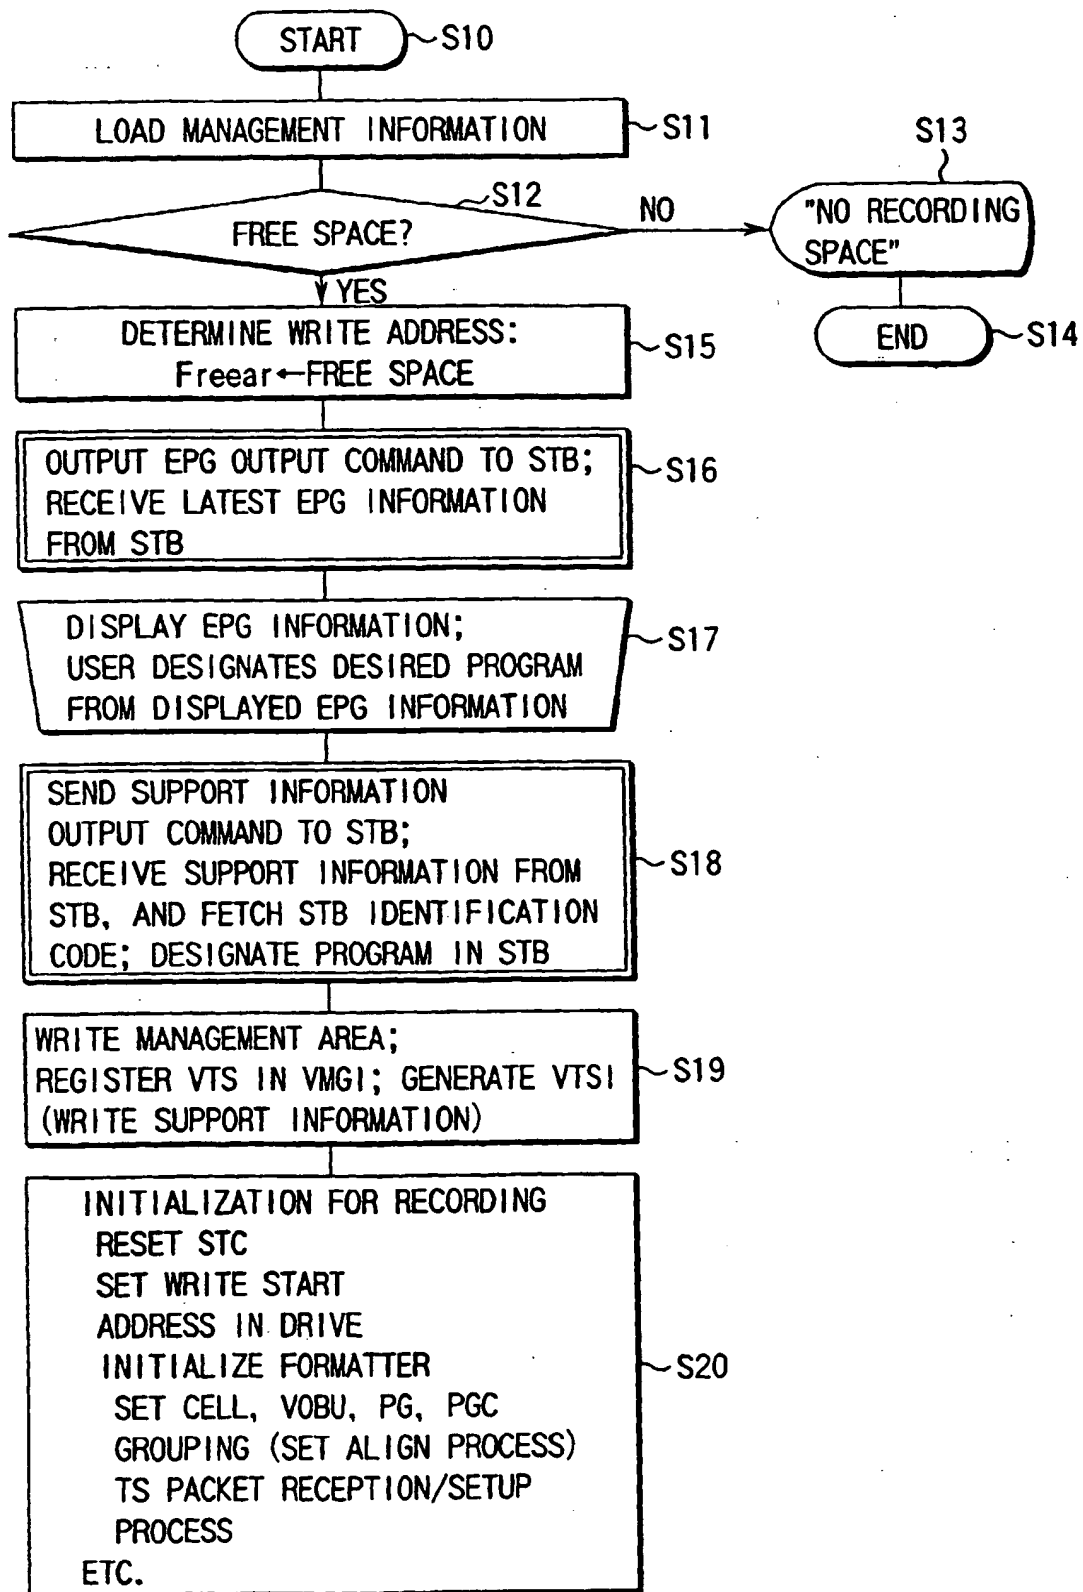 START
S10
LOAD MANAGEMENT INFORMATION
S11
S12
FREE SPACE?
NO
S13
"NO RECORDING
SPACE"
END
S14
YES
DETERMINE WRITE ADDRESS:
Freear←FREE SPACE
S15
OUTPUT EPG OUTPUT COMMAND TO STB;
RECEIVE LATEST EPG INFORMATION
FROM STB
S16
DISPLAY EPG INFORMATION;
USER DESIGNATES DESIRED PROGRAM
FROM DISPLAYED EPG INFORMATION
S17
SEND SUPPORT INFORMATION
OUTPUT COMMAND TO STB;
RECEIVE SUPPORT INFORMATION FROM
STB, AND FETCH STB IDENTIFICATION
CODE; DESIGNATE PROGRAM IN STB
S18
WRITE MANAGEMENT AREA;
REGISTER VTS IN VMGI; GENERATE VTSI
(WRITE SUPPORT INFORMATION)
S19
INITIALIZATION FOR RECORDING
RESET STC
SET WRITE START
ADDRESS IN DRIVE
INITIALIZE FORMATTER
SET CELL, VOBU, PG, PGC
GROUPING (SET ALIGN PROCESS)
TS PACKET RECEPTION/SETUP
PROCESS
ETC.
S20